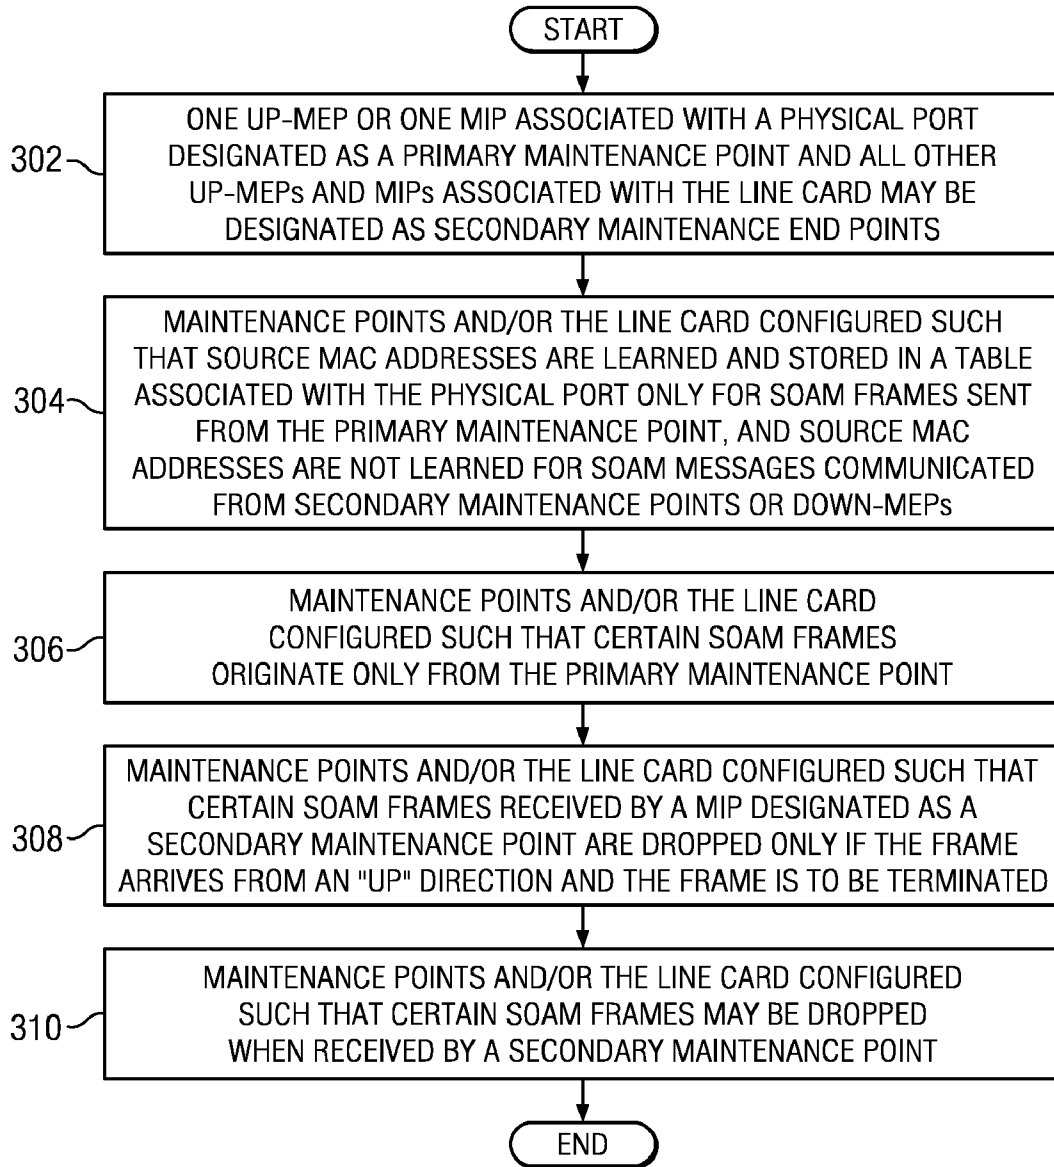 START
302
ONE UP-MEP OR ONE MIP ASSOCIATED WITH A PHYSICAL PORT
DESIGNATED AS A PRIMARY MAINTENANCE POINT AND ALL OTHER
UP-MEPs AND MIPs ASSOCIATED WITH THE LINE CARD MAY BE
DESIGNATED AS SECONDARY MAINTENANCE END POINTS
304
MAINTENANCE POINTS AND/OR THE LINE CARD CONFIGURED SUCH
THAT SOURCE MAC ADDRESSES ARE LEARNED AND STORED IN A TABLE
ASSOCIATED WITH THE PHYSICAL PORT ONLY FOR SOAM FRAMES SENT
FROM THE PRIMARY MAINTENANCE POINT, AND SOURCE MAC
ADDRESSES ARE NOT LEARNED FOR SOAM MESSAGES COMMUNICATED
FROM SECONDARY MAINTENANCE POINTS OR DOWN-MEPs
306
MAINTENANCE POINTS AND/OR THE LINE CARD
CONFIGURED SUCH THAT CERTAIN SOAM FRAMES
ORIGINATE ONLY FROM THE PRIMARY MAINTENANCE POINT
308
MAINTENANCE POINTS AND/OR THE LINE CARD CONFIGURED SUCH THAT
CERTAIN SOAM FRAMES RECEIVED BY A MIP DESIGNATED AS A
SECONDARY MAINTENANCE POINT ARE DROPPED ONLY IF THE FRAME
ARRIVES FROM AN "UP" DIRECTION AND THE FRAME IS TO BE TERMINATED
310
MAINTENANCE POINTS AND/OR THE LINE CARD CONFIGURED
SUCH THAT CERTAIN SOAM FRAMES MAY BE DROPPED
WHEN RECEIVED BY A SECONDARY MAINTENANCE POINT
END